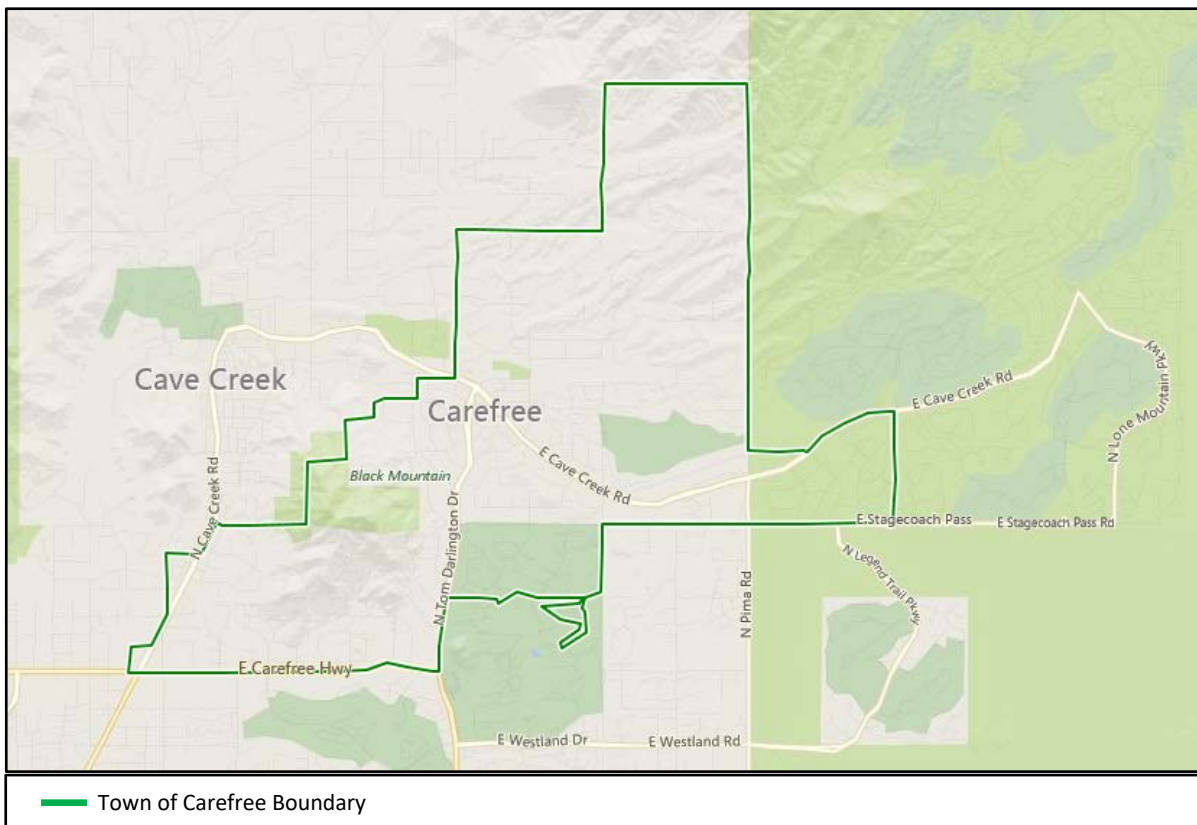 Cave Creek
Carefree
Black Mountain
N Cave Creek Rd
E Cave Creek Rd
E Cave Creek Rd
N Lone Mountain Pkwy
N Tom Darlington Dr
E Stagecoach Pass
E Stagecoach Pass Rd
N Legend Trail Pkwy
N Pima Rd
E Carefree Hwy
E Westland Dr
E Westland Rd
Town of Carefree Boundary